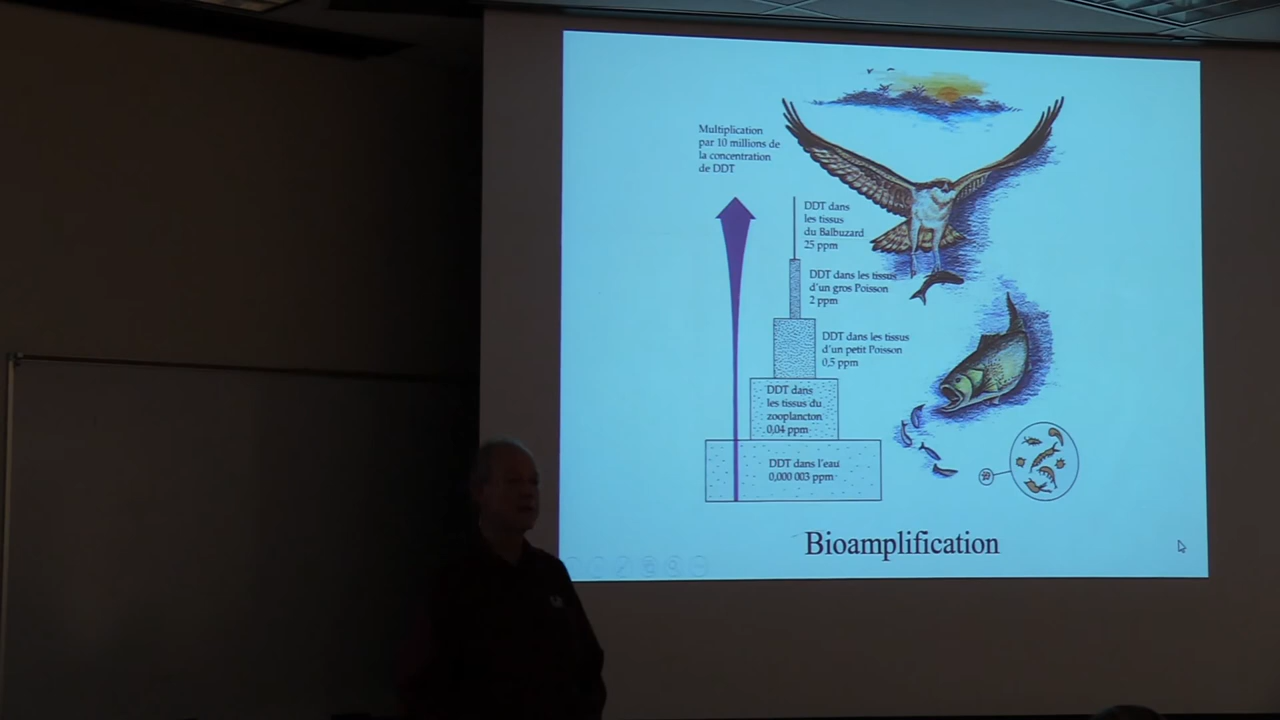 Multiplication
par 10 millions de
la concentration
de DDT
DDT dans
les tissus
du Balbuzard
25 ppm
DDT dans les tissus
d'un gros Poisson
2 ppm
DDT dans les tissus
d'un petit Poisson
0,5 ppm
DDT dans
les tissus du
zooplancton
0,04 ppm
DDT dans l'eau
0,000 003 ppm
Bioamplification